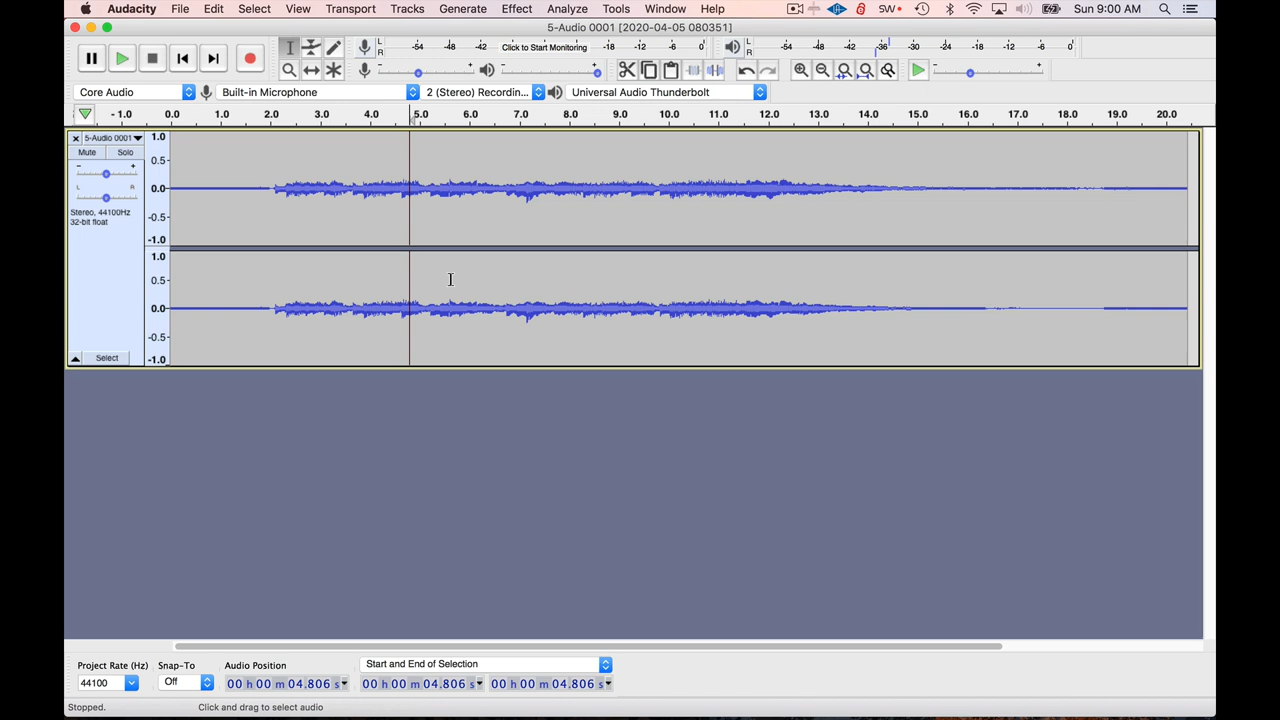 Audacity File Edit Select View Transport Tracks Generate Effect Analyze Tools Window Help SW Sun 9:00 AM
5-Audio 0001 [2020-04-05 080351]
L R -54 -48 -42 Click to Start Monitoring -18 -12 -6 0 L R -54 -48 -42 -36 -30 -24 -18 -12 -6 0
- + - + - +
Core Audio Built-in Microphone 2 (Stereo) Recordin... Universal Audio Thunderbolt
- 1.0 0.0 1.0 2.0 3.0 4.0 5.0 6.0 7.0 8.0 9.0 10.0 11.0 12.0 13.0 14.0 15.0 16.0 17.0 18.0 19.0 20.0
5-Audio 0001 1.0
Mute Solo
0.5
- +
L R 0.0
Stereo, 44100Hz
32-bit float
-0.5
-1.0
1.0
0.5
0.0
-0.5
Select -1.0
Project Rate (Hz) Snap-To Audio Position Start and End of Selection
44100 Off 00 h 00 m 04.806 s 00 h 00 m 04.806 s 00 h 00 m 04.806 s
Stopped. Click and drag to select audio